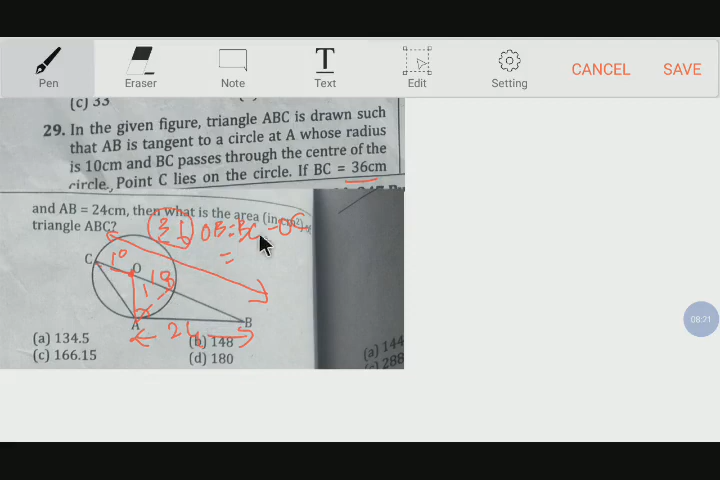 Pen
Eraser
Note
Text
Edit
Setting
CANCEL
SAVE
(c) 33
29. In the given figure, triangle ABC is drawn such
that AB is tangent to a circle at A whose radius
is 10cm and BC passes through the centre of the
circle. Point C lies on the circle. If BC = 36cm
and AB = 24cm, then what is the area (in cm²)
triangle ABC?
OB = BC - OC
=
C
10
O
A
24
B
(a) 134.5
(b) 148
(c) 166.15
(d) 180
(a) 144
(c) 288
08:21